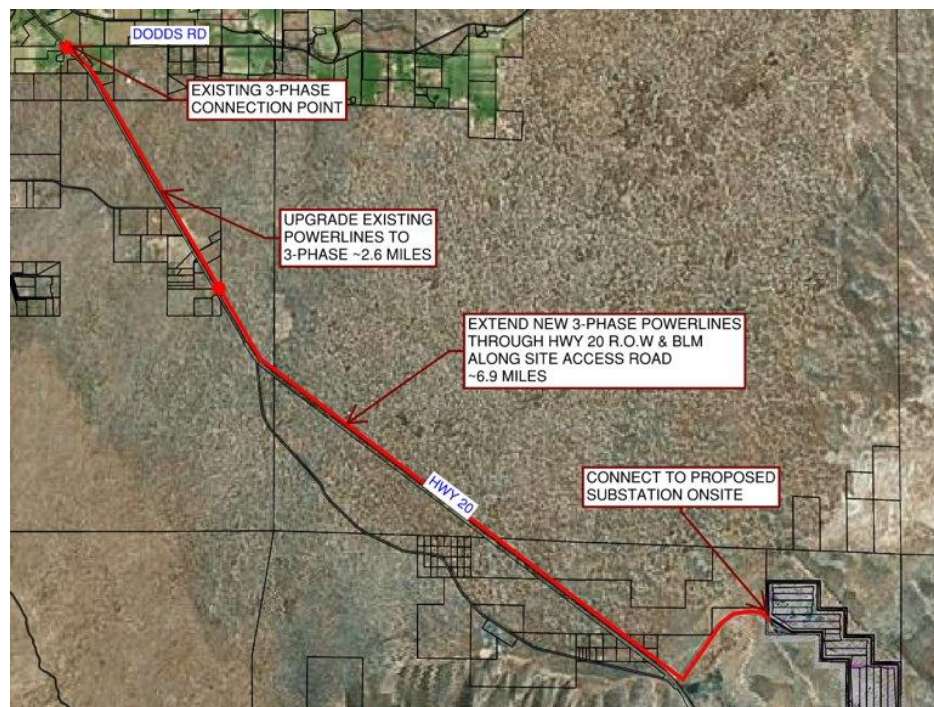 DODDS RD
EXISTING 3-PHASE
CONNECTION POINT
UPGRADE EXISTING
POWERLINES TO
3-PHASE ~2.6 MILES
EXTEND NEW 3-PHASE POWERLINES
THROUGH HWY 20 R.O.W & BLM
ALONG SITE ACCESS ROAD
~6.9 MILES
HWY 20
CONNECT TO PROPOSED
SUBSTATION ONSITE